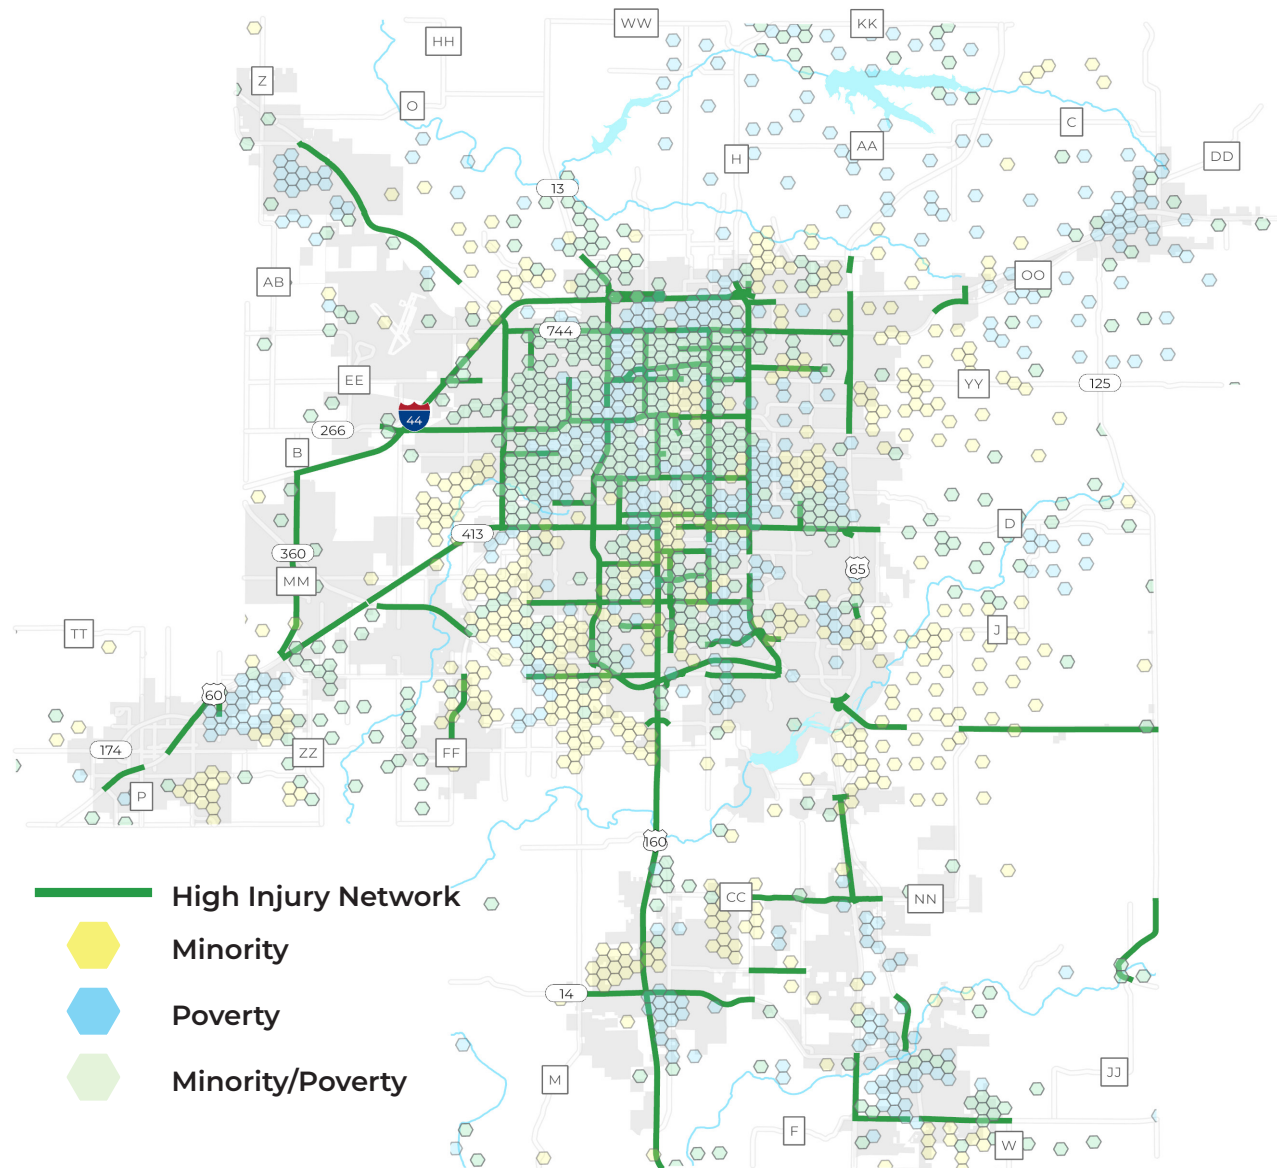 WW
KK
HH
Z
O
C
AA
DD
H
13
AB
OO
744
EE
YY
125
44
266
B
D
413
360
65
MM
J
TT
60
174
ZZ
FF
P
160
High Injury Network
CC
NN
Minority
14
Poverty
M
JJ
Minority/Poverty
F
W